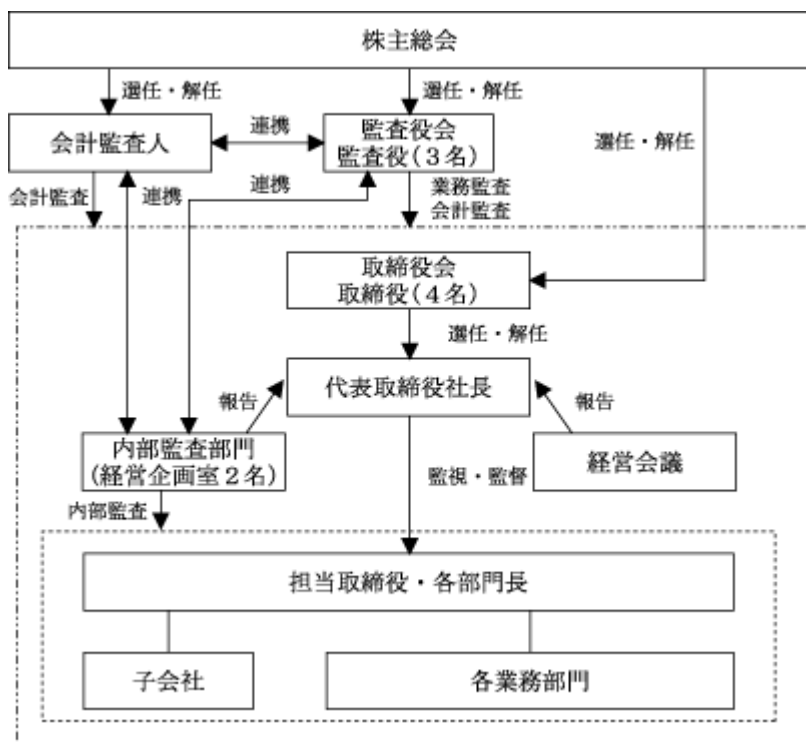 株主総会
選任・解任
選任・解任
選任・解任
会計監査人
連携
監査役会
監査役(３名)
会計監査
連携
連携
業務監査
会計監査
取締役会
取締役(４名)
選任・解任
代表取締役社長
報告
報告
内部監査部門
(経営企画室２名)
監視・監督
経営会議
内部監査
担当取締役・各部門長
子会社
各業務部門